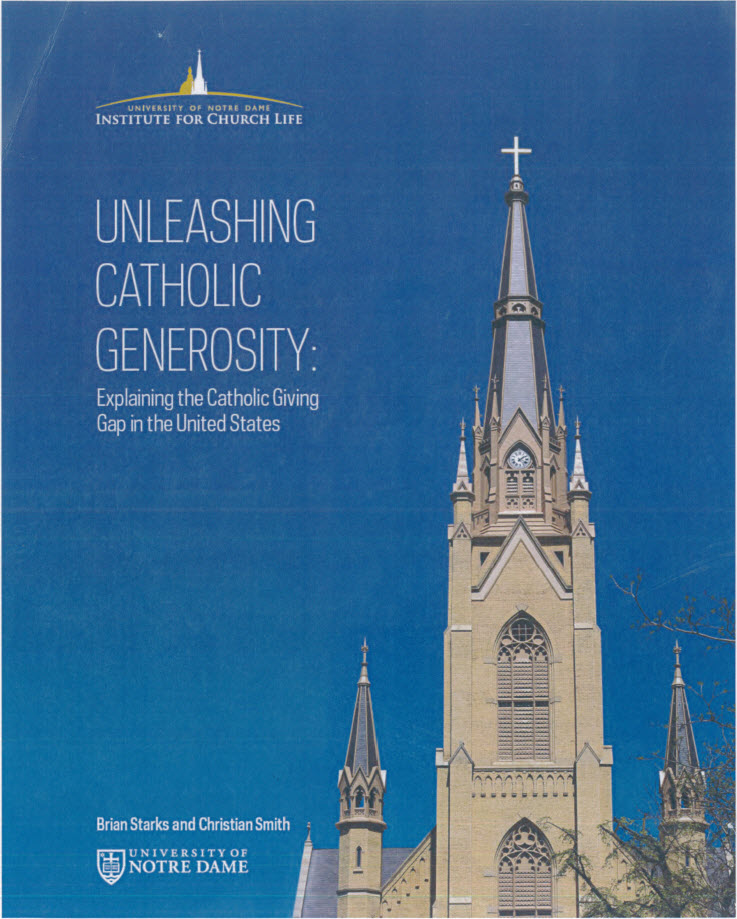 UNIVERSITY OF NOTRE DAME
INSTITUTE FOR CHURCH LIFE
UNLEASHING
CATHOLIC
GENEROSITY:
Explaining the Catholic Giving
Gap in the United States
Brian Starks and Christian Smith
UNIVERSITY OF
NOTRE DAME